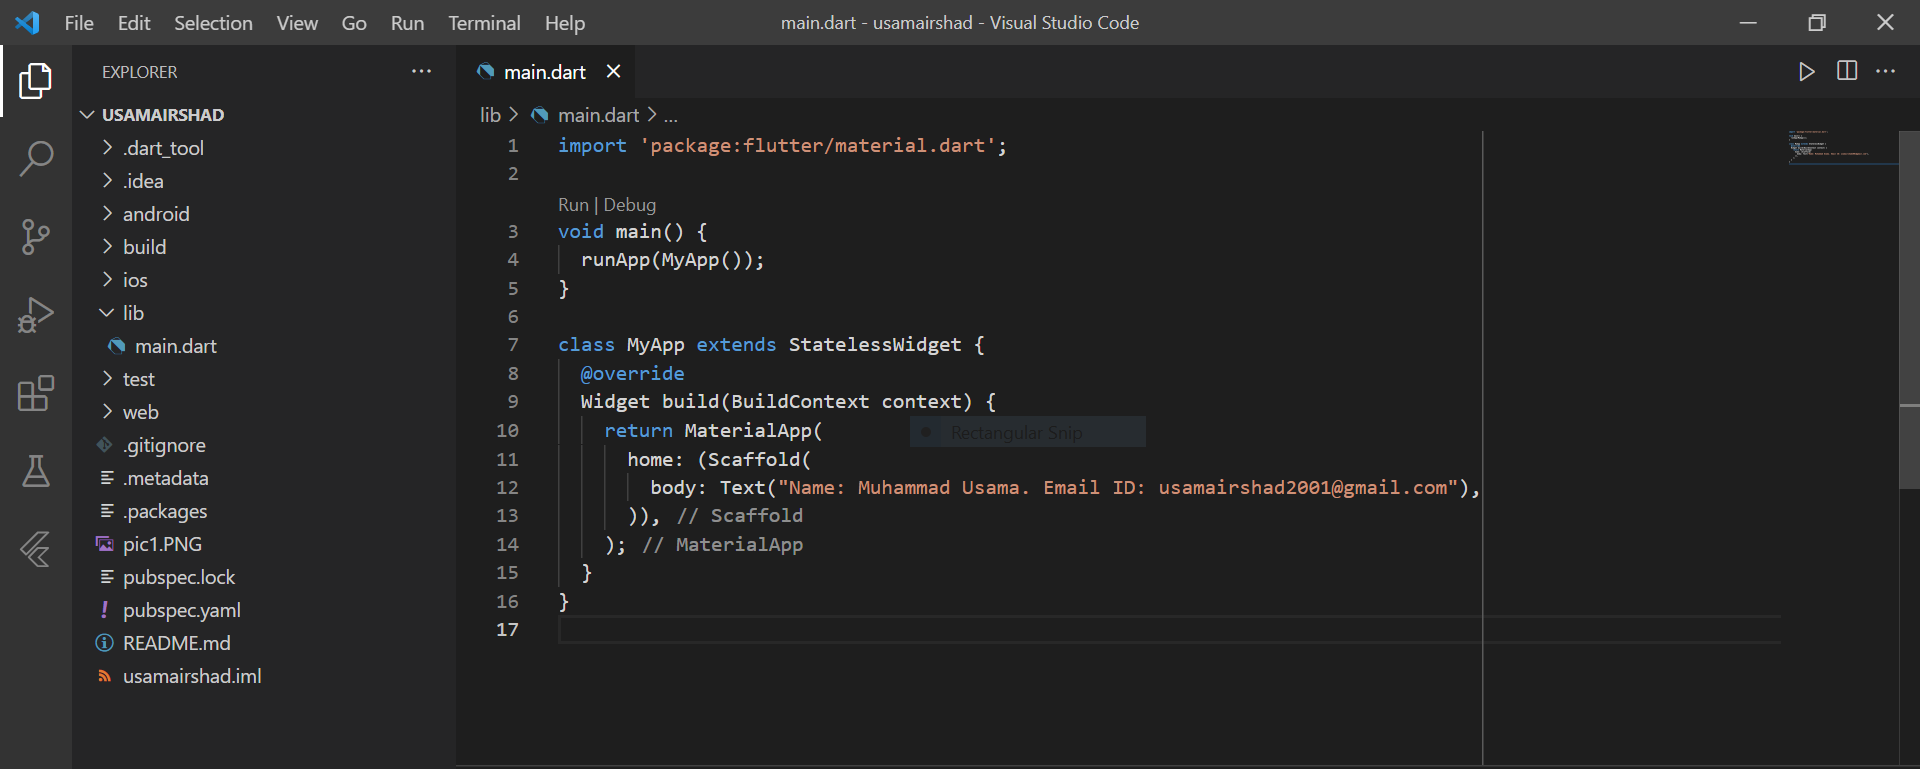 File Edit Selection View Go Run Terminal Help
main.dart - usamairshad - Visual Studio Code
EXPLORER
USAMAIRSHAD
.dart_tool
.idea
android
build
ios
lib
main.dart
test
web
.gitignore
.metadata
.packages
pic1.PNG
pubspec.lock
pubspec.yaml
README.md
usamairshad.iml
main.dart
lib > main.dart > ...
1 import 'package:flutter/material.dart';
2
Run | Debug
3 void main() {
4 runApp(MyApp());
5 }
6
7 class MyApp extends StatelessWidget {
8 @override
9 Widget build(BuildContext context) {
10 return MaterialApp(
Rectangular Snip
11 home: (Scaffold(
12 body: Text("Name: Muhammad Usama. Email ID: usamairshad2001@gmail.com"),
13 )), // Scaffold
14 ); // MaterialApp
15 }
16 }
17